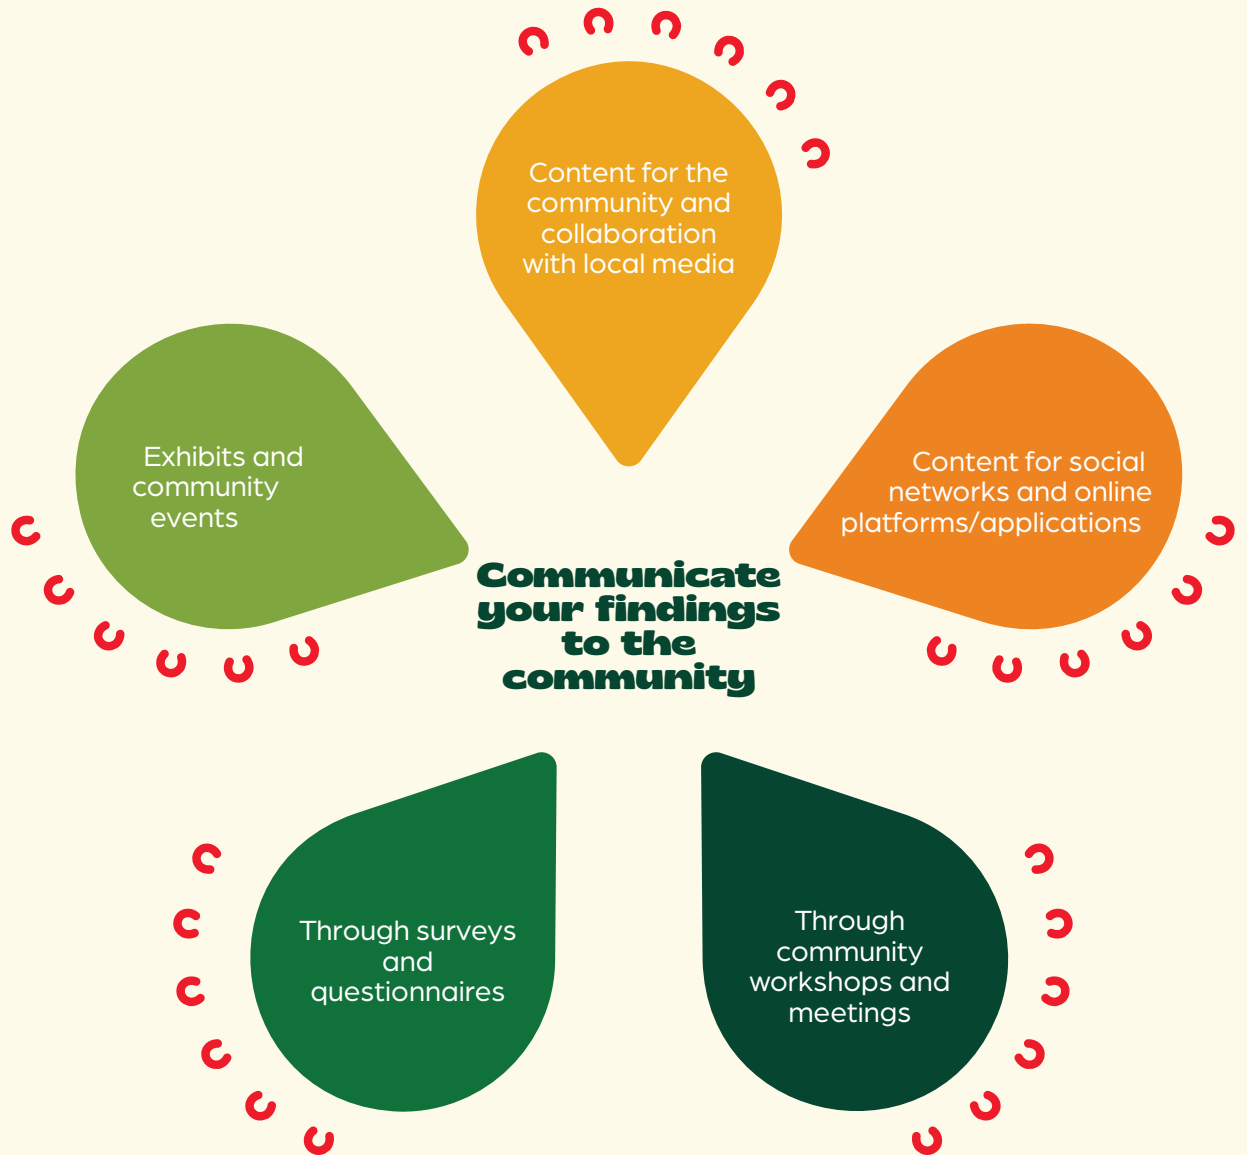 Content for the
community and
collaboration
with local media
Exhibits and
community
events
Content for social
networks and online
platforms/applications
Communicate
your findings
to the
community
Through surveys
and
questionnaires
Through
community
workshops and
meetings